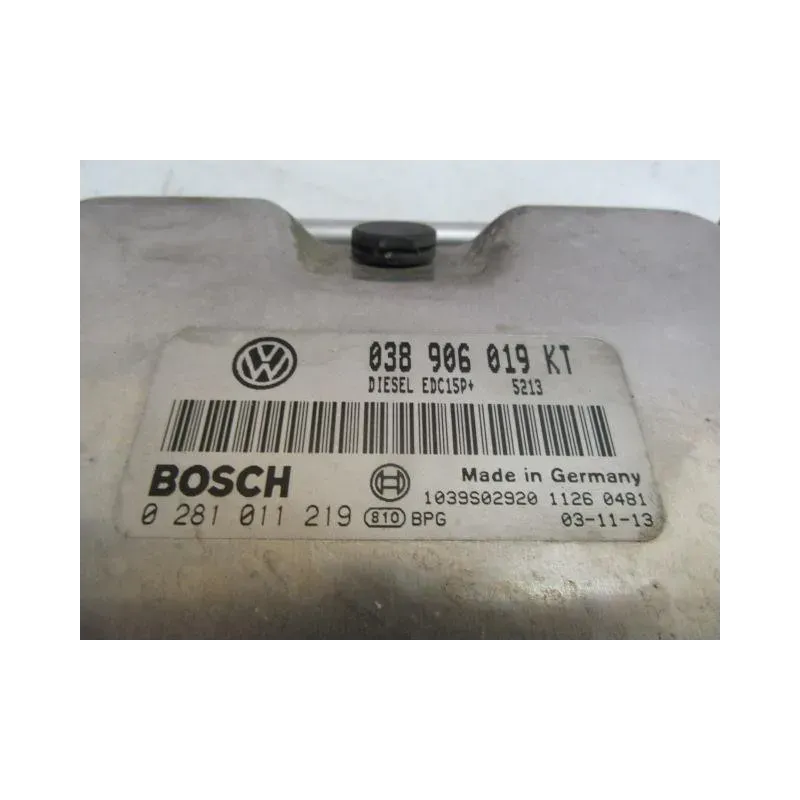 038 906 019 KT
DIESEL EDC15P+ 5213
BOSCH
Made in Germany
1039S02920 1126 0481
0 281 011 219 810 BPG 03-11-13